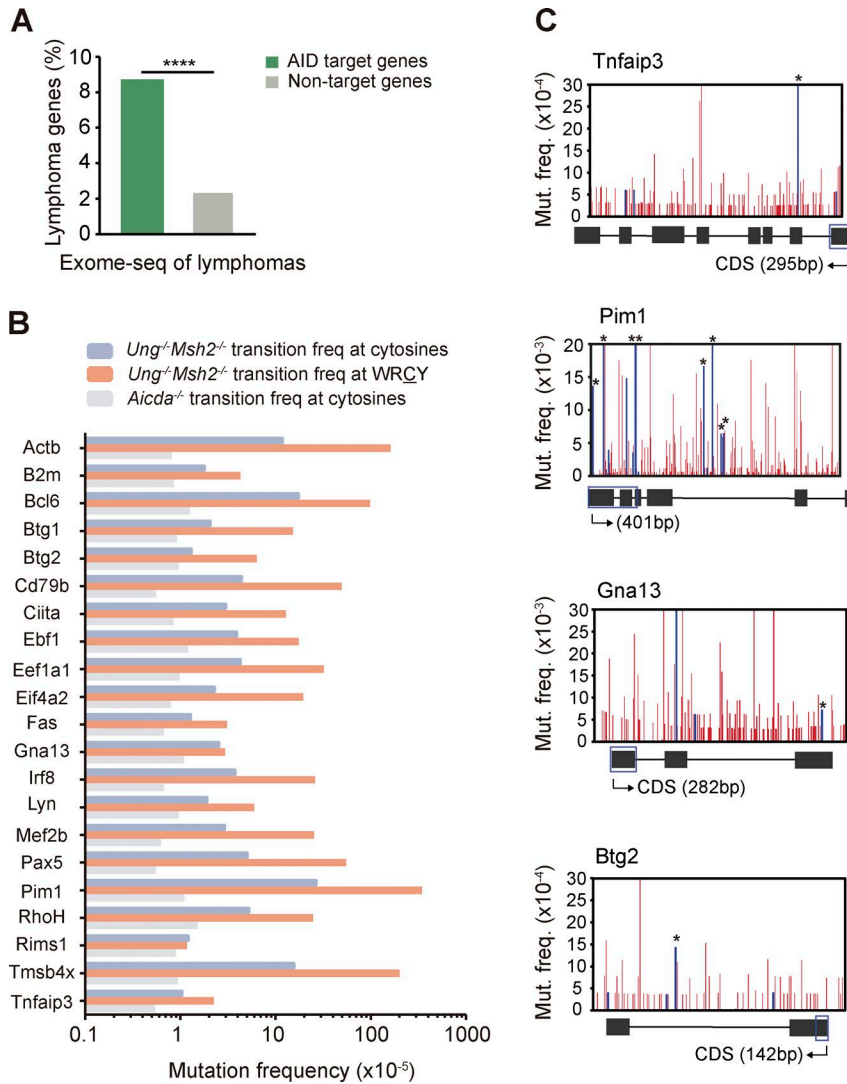 A
Lymphoma genes (%)
10
8
6
4
2
0
****
AID target genes
Non-target genes
Exome-seq of lymphomas
B
Ung-/-Msh2-/- transition freq at cytosines
Ung-/-Msh2-/- transition freq at WRCY
Aicda-/- transition freq at cytosines
Actb
B2m
Bcl6
Btg1
Btg2
Cd79b
Ciita
Ebf1
Eef1a1
Eif4a2
Fas
Gna13
Irf8
Lyn
Mef2b
Pax5
Pim1
RhoH
Rims1
Tmsb4x
Tnfaip3
0.1 1 10 100 1000
Mutation frequency (x10-5)
C
Tnfaip3
Mut. freq. (x10-4)
30
25
20
15
10
5
0
*
CDS (295bp)
Pim1
Mut. freq. (x10-3)
20
15
10
5
0
* * ** * * * *
(401bp)
Gna13
Mut. freq. (x10-3)
30
25
20
15
10
5
0
*
CDS (282bp)
Btg2
Mut. freq. (x10-4)
30
25
20
15
10
5
0
*
CDS (142bp)